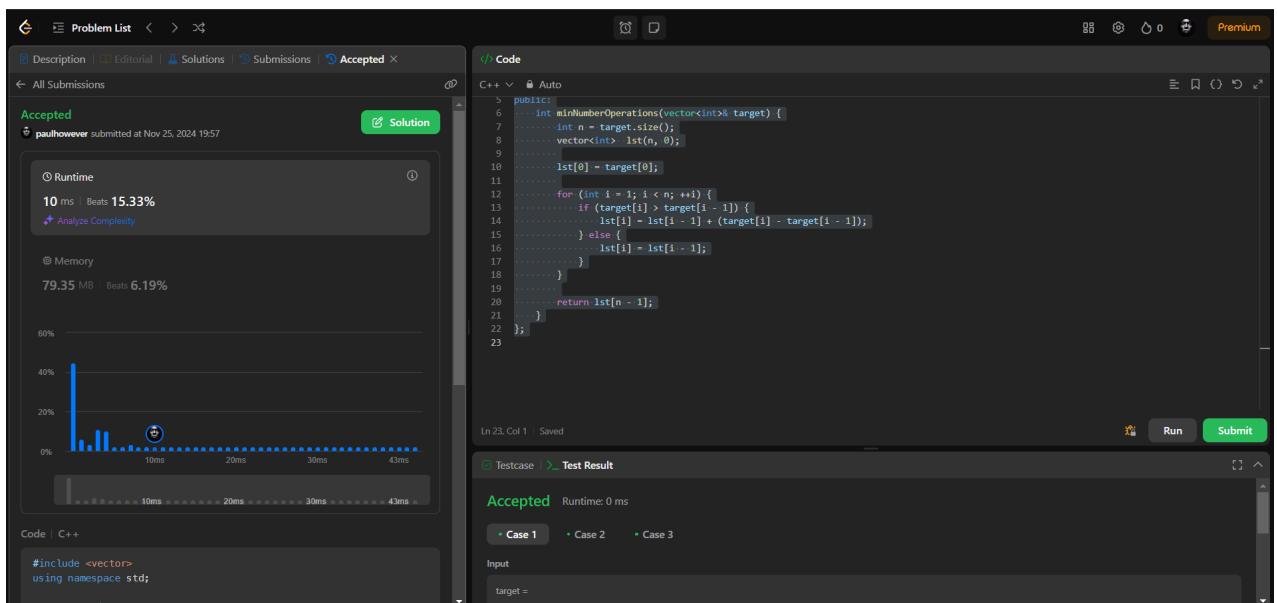 Problem List
0
Premium
Description
Editorial
Solutions
Submissions
Accepted
All Submissions
Accepted
paulhowever submitted at Nov 25, 2024 19:57
Solution
Runtime
10 ms
Beats 15.33%
Analyze Complexity
Memory
79.35 MB
Beats 6.19%
60%
40%
20%
0%
10ms
20ms
30ms
43ms
10ms
20ms
30ms
43ms
Code
C++
#include <vector>
using namespace std;
</> Code
C++
Auto
5 public:
6 int minNumberOperations(vector<int>& target) {
7 int n = target.size();
8 vector<int> lst(n, 0);
9
10 lst[0] = target[0];
11
12 for (int i = 1; i < n; ++i) {
13 if (target[i] > target[i - 1]) {
14 lst[i] = lst[i - 1] + (target[i] - target[i - 1]);
15 } else {
16 lst[i] = lst[i - 1];
17 }
18 }
19
20 return lst[n - 1];
21 }
22 };
23
Ln 23, Col 1
Saved
Run
Submit
Testcase
>_ Test Result
Accepted
Runtime: 0 ms
Case 1
Case 2
Case 3
Input
target =